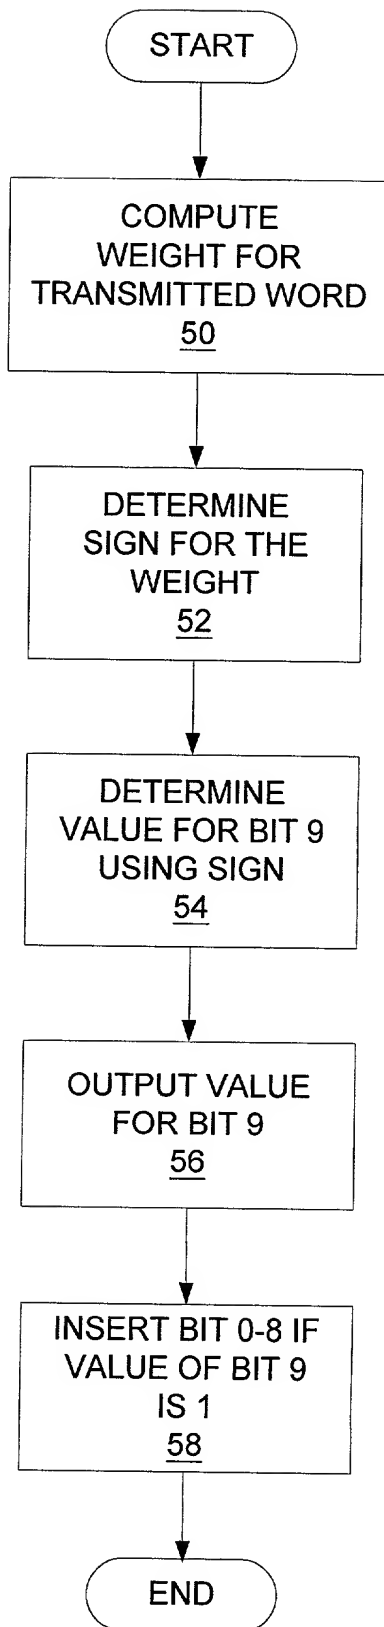 START
COMPUTE
WEIGHT FOR
TRANSMITTED WORD
50
DETERMINE
SIGN FOR THE
WEIGHT
52
DETERMINE
VALUE FOR BIT 9
USING SIGN
54
OUTPUT VALUE
FOR BIT 9
56
INSERT BIT 0-8 IF
VALUE OF BIT 9
IS 1
58
END